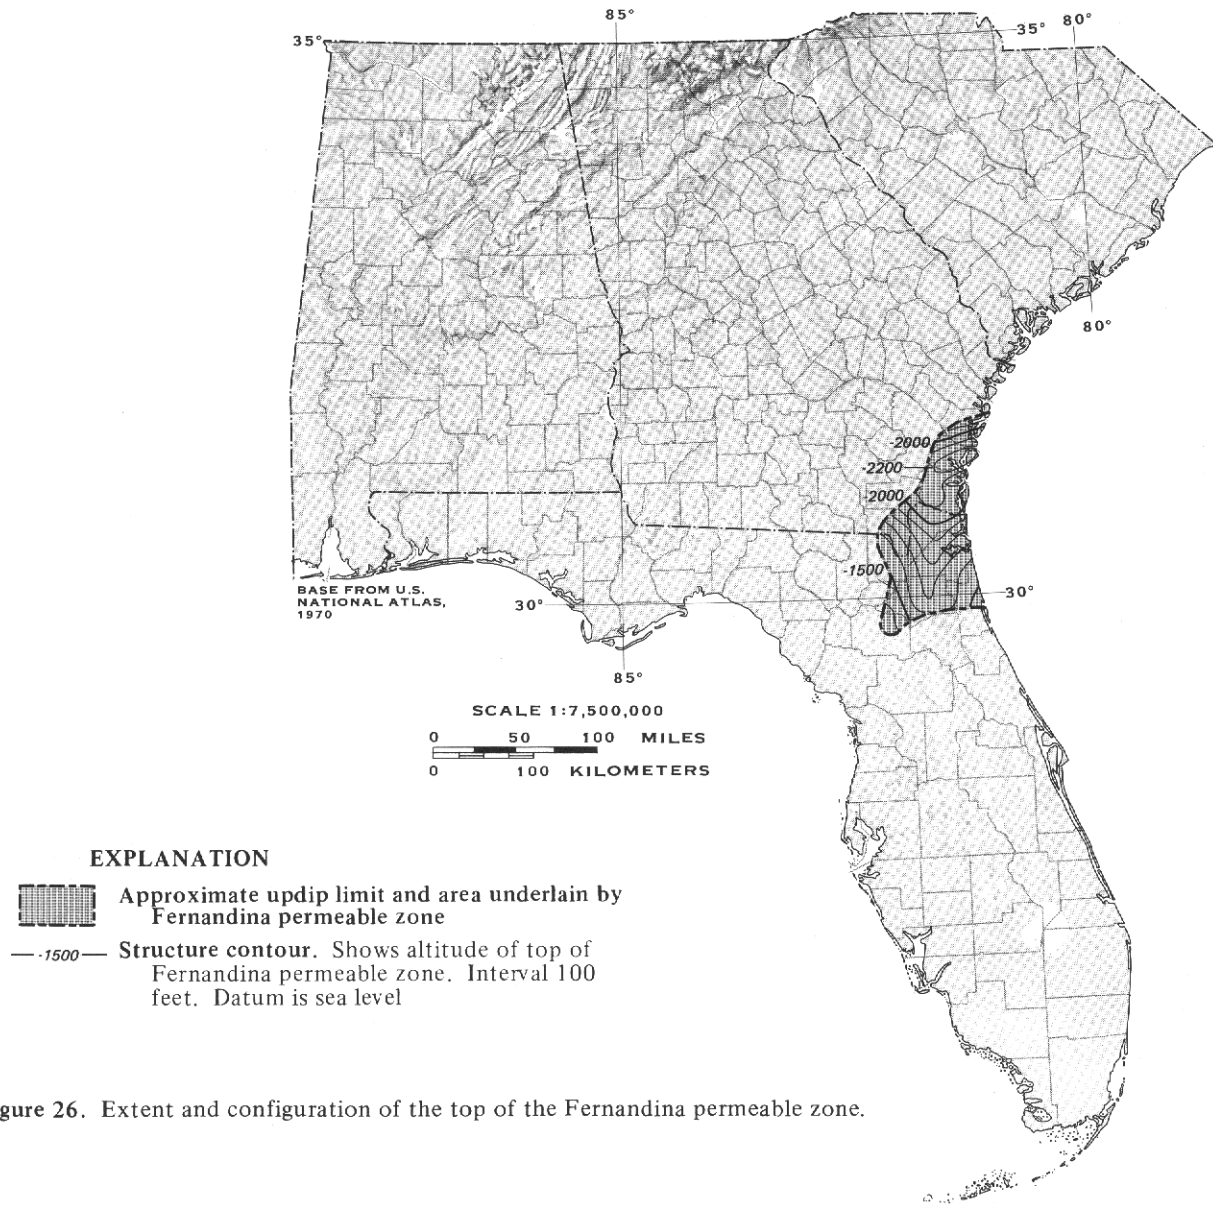 85°
80°
35°
35°
80°
-2000
-2200
-2000
-1500
BASE FROM U.S.
NATIONAL ATLAS,
1970
30°
30°
85°
SCALE 1:7,500,000
0 50 100 MILES
0 100 KILOMETERS
EXPLANATION
Approximate updip limit and area underlain by
Fernandina permeable zone
-1500 Structure contour. Shows altitude of top of
Fernandina permeable zone. Interval 100
feet. Datum is sea level
gure 26. Extent and configuration of the top of the Fernandina permeable zone.